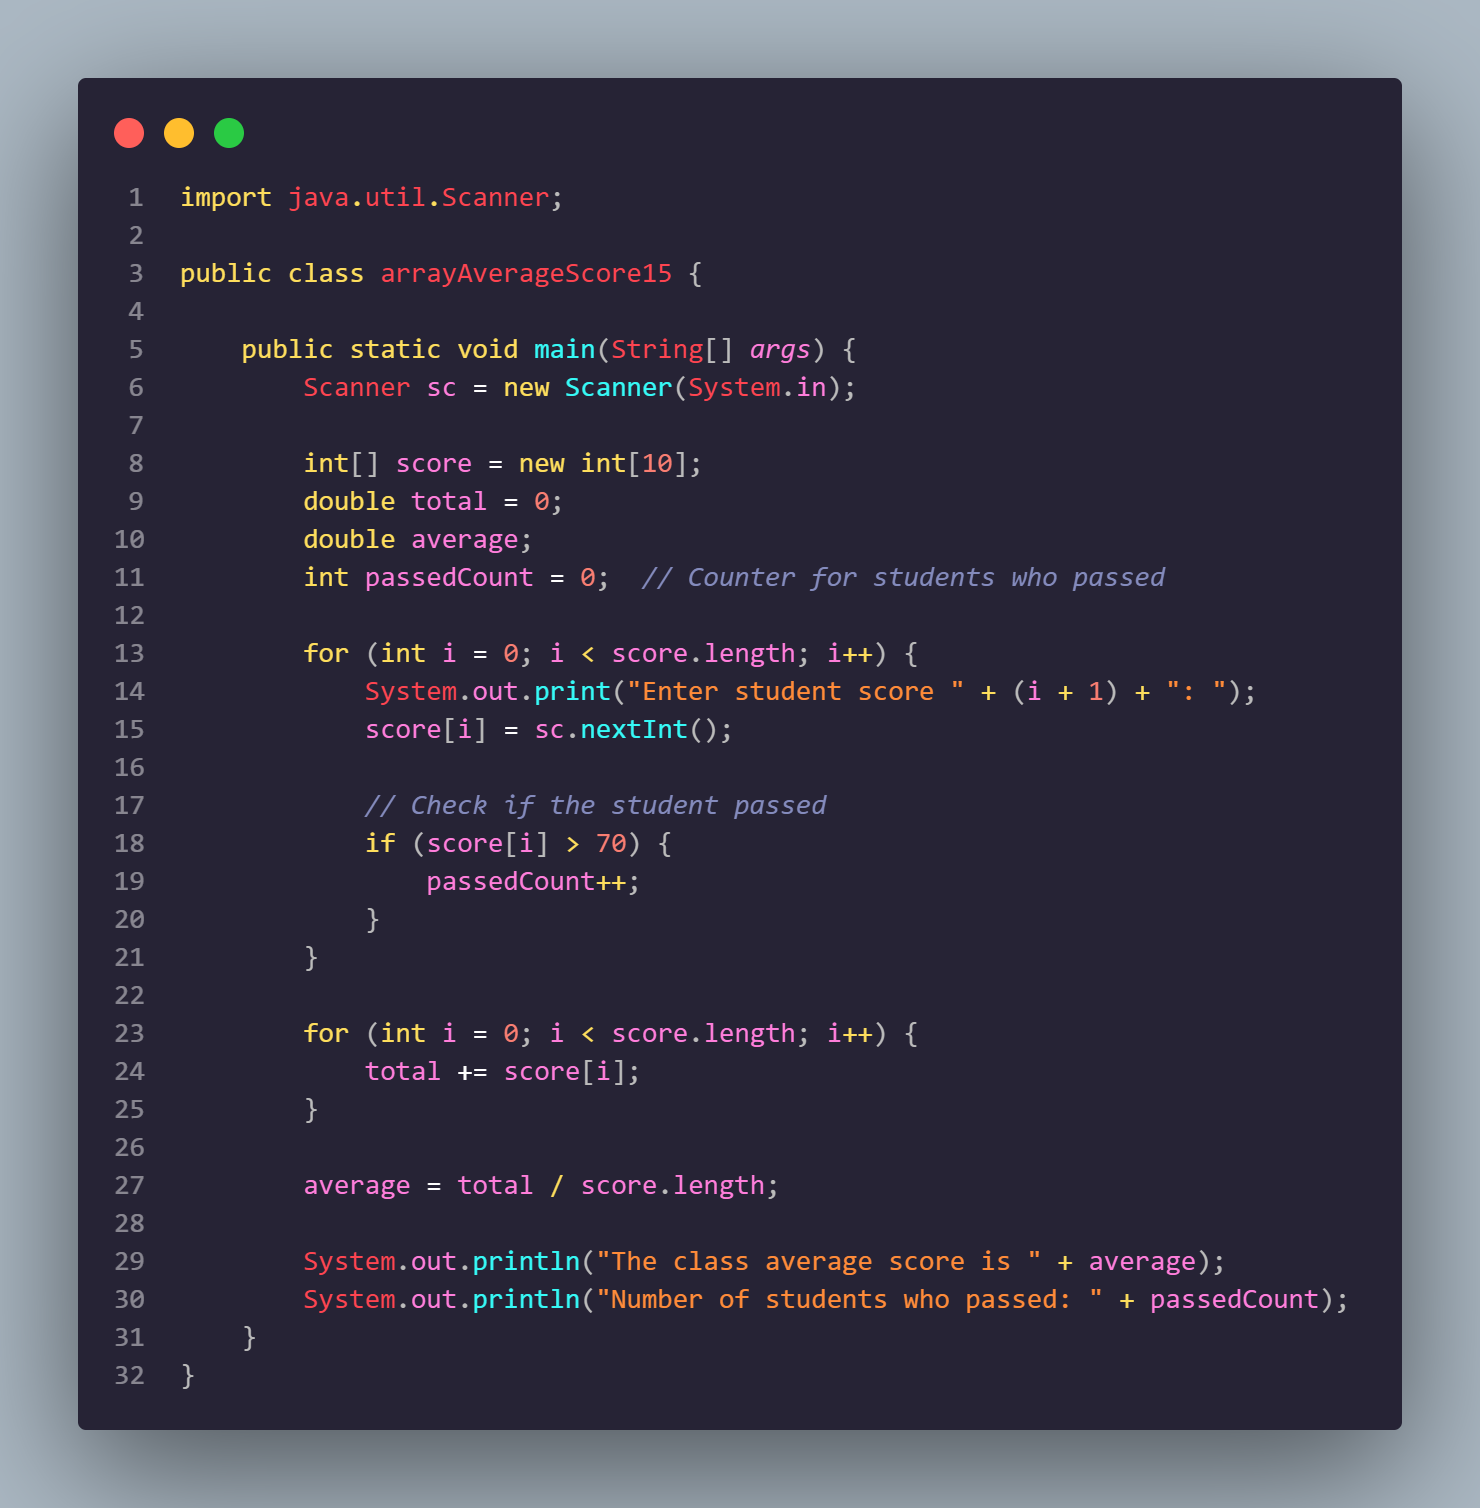 1 import java.util.Scanner;
2
3 public class arrayAverageScore15 {
4
5     public static void main(String[] args) {
6         Scanner sc = new Scanner(System.in);
7
8         int[] score = new int[10];
9         double total = 0;
10         double average;
11         int passedCount = 0;  // Counter for students who passed
12
13         for (int i = 0; i < score.length; i++) {
14             System.out.print("Enter student score " + (i + 1) + ": ");
15             score[i] = sc.nextInt();
16
17             // Check if the student passed
18             if (score[i] > 70) {
19                 passedCount++;
20             }
21         }
22
23         for (int i = 0; i < score.length; i++) {
24             total += score[i];
25         }
26
27         average = total / score.length;
28
29         System.out.println("The class average score is " + average);
30         System.out.println("Number of students who passed: " + passedCount);
31     }
32 }